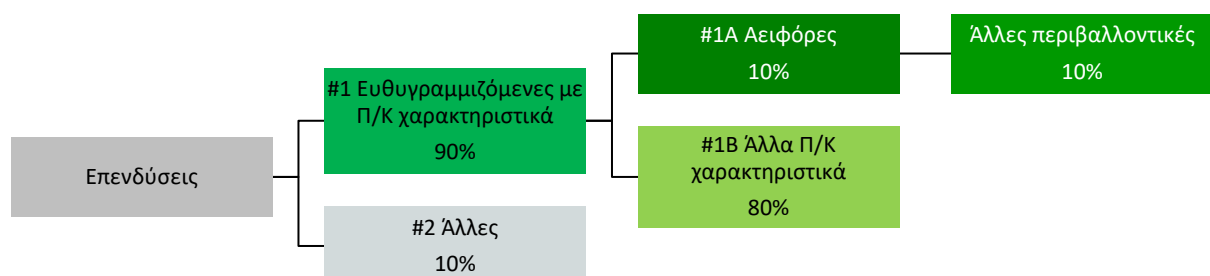 Επενδύσεις
#1 Ευθυγραμμιζόμενες με
Π/Κ χαρακτηριστικά
90%
#2 Άλλες
10%
#1A Αειφόρες
10%
#1B Άλλα Π/Κ
χαρακτηριστικά
80%
Άλλες περιβαλλοντικές
10%